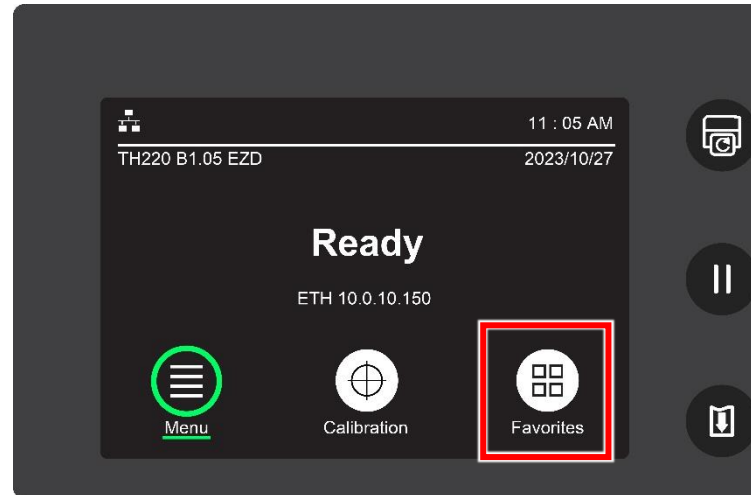 11 : 05 AM
TH220 B1.05 EZD 2023/10/27
Ready
ETH 10.0.10.150
Menu Calibration Favorites